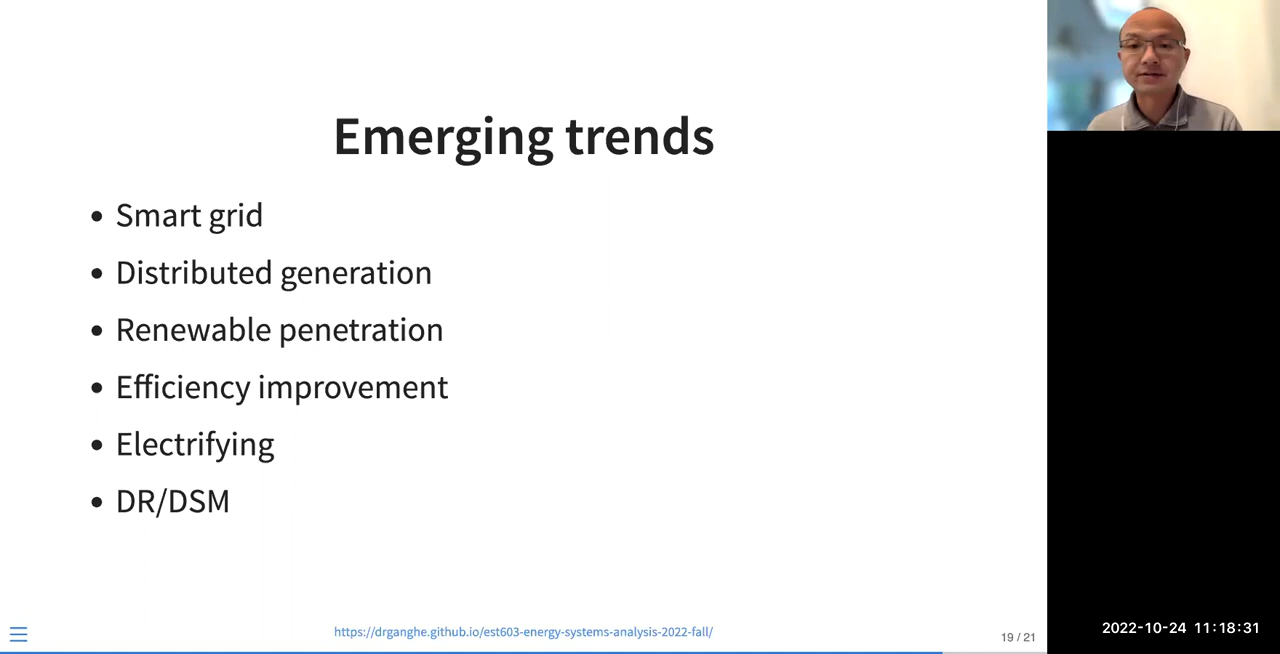 Emerging trends
Smart grid
Distributed generation
Renewable penetration
Efficiency improvement
Electrifying
DR/DSM
https://drganghe.github.io/est603-energy-systems-analysis-2022-fall/
19 / 21
2022-10-24 11:18:31